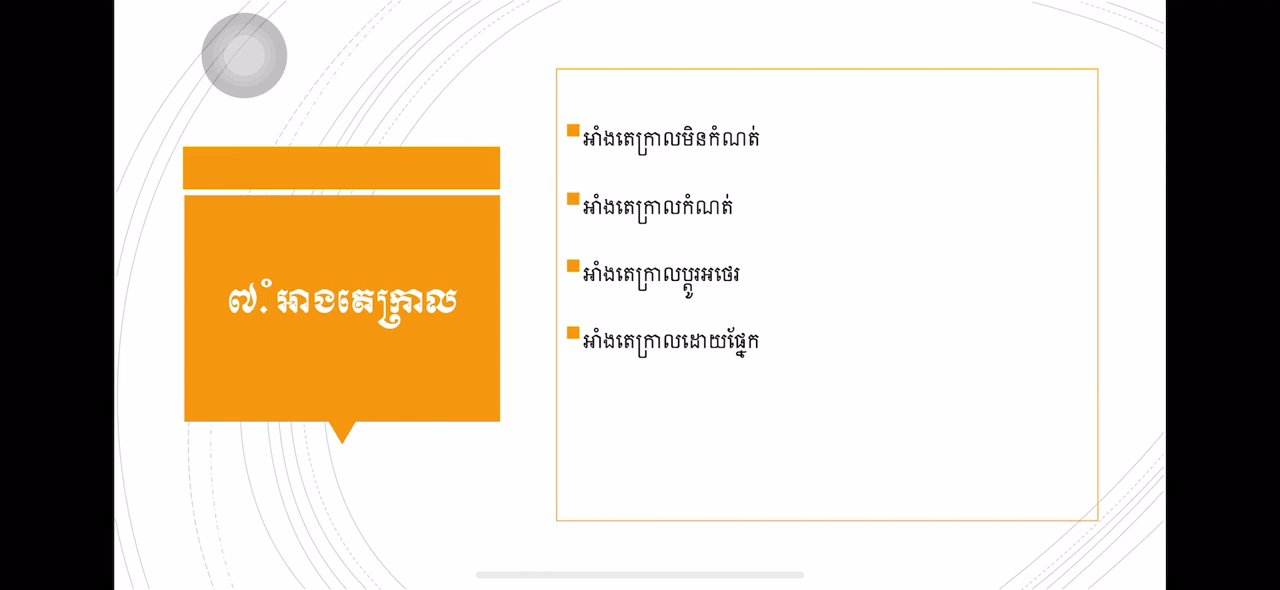 ៧. អាំងតេក្រាល
អាំងតេក្រាលមិនកំណត់
អាំងតេក្រាលកំណត់
អាំងតេក្រាលប្តូរអថេរ
អាំងតេក្រាលដោយផ្នែក